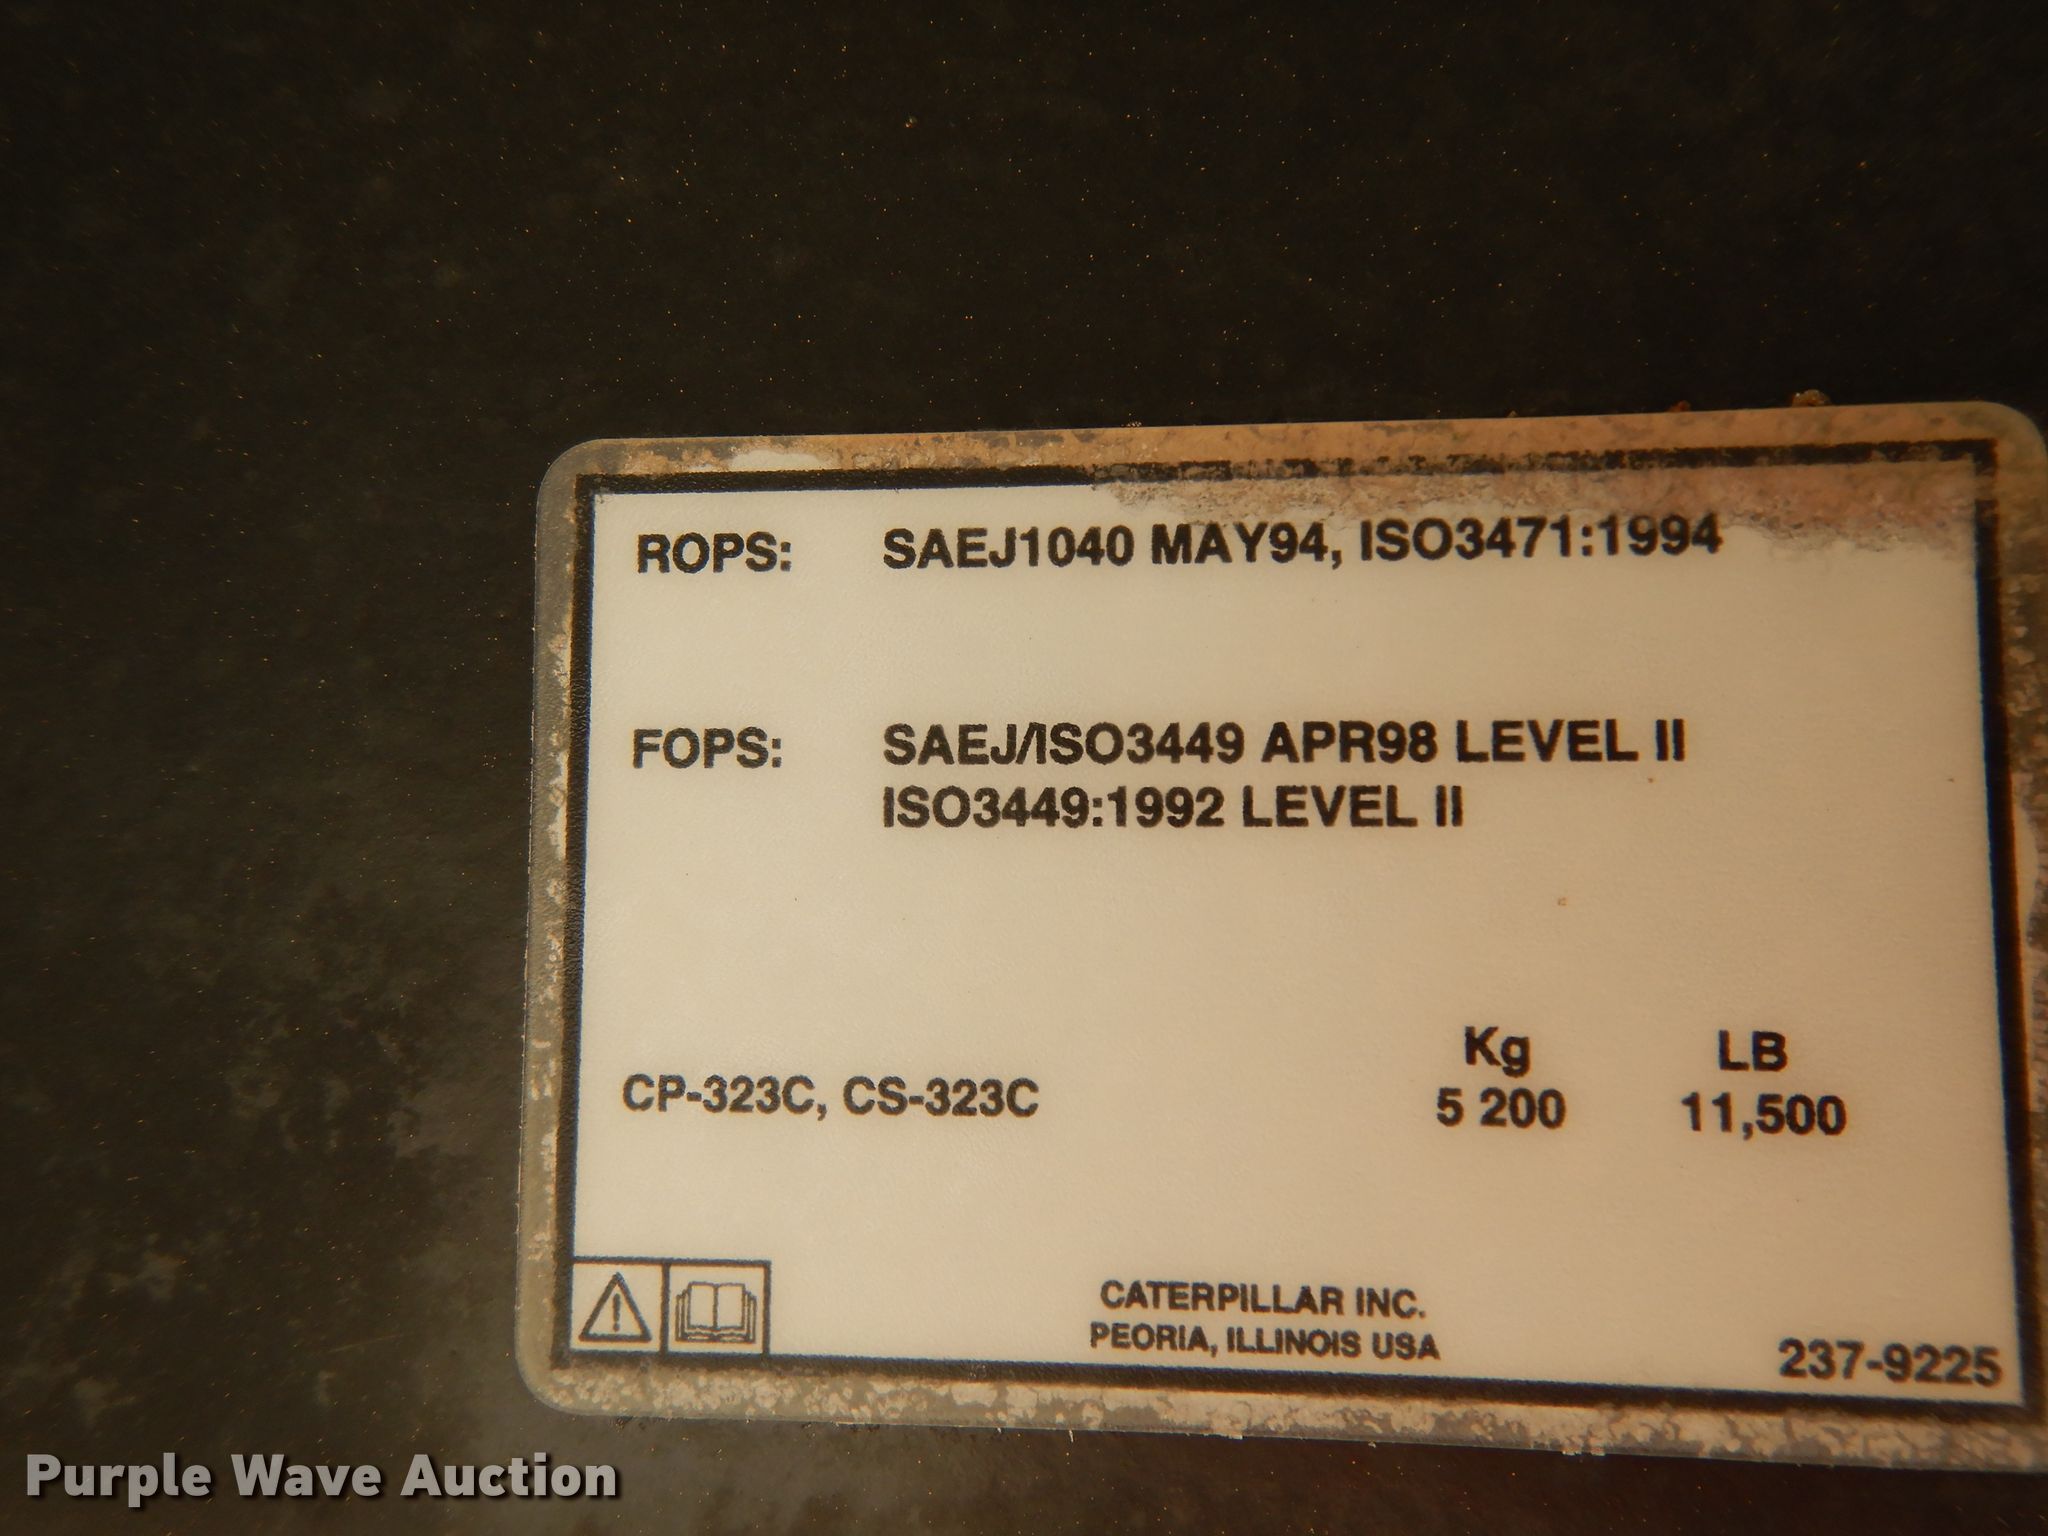 ROPS: SAEJ1040 MAY94, ISO3471:1994
FOPS: SAEJ/ISO3449 APR98 LEVEL II
ISO3449:1992 LEVEL II
Kg LB
CP-323C, CS-323C 5 200 11,500
CATERPILLAR INC.
PEORIA, ILLINOIS USA
237-9225
Purple Wave Auction